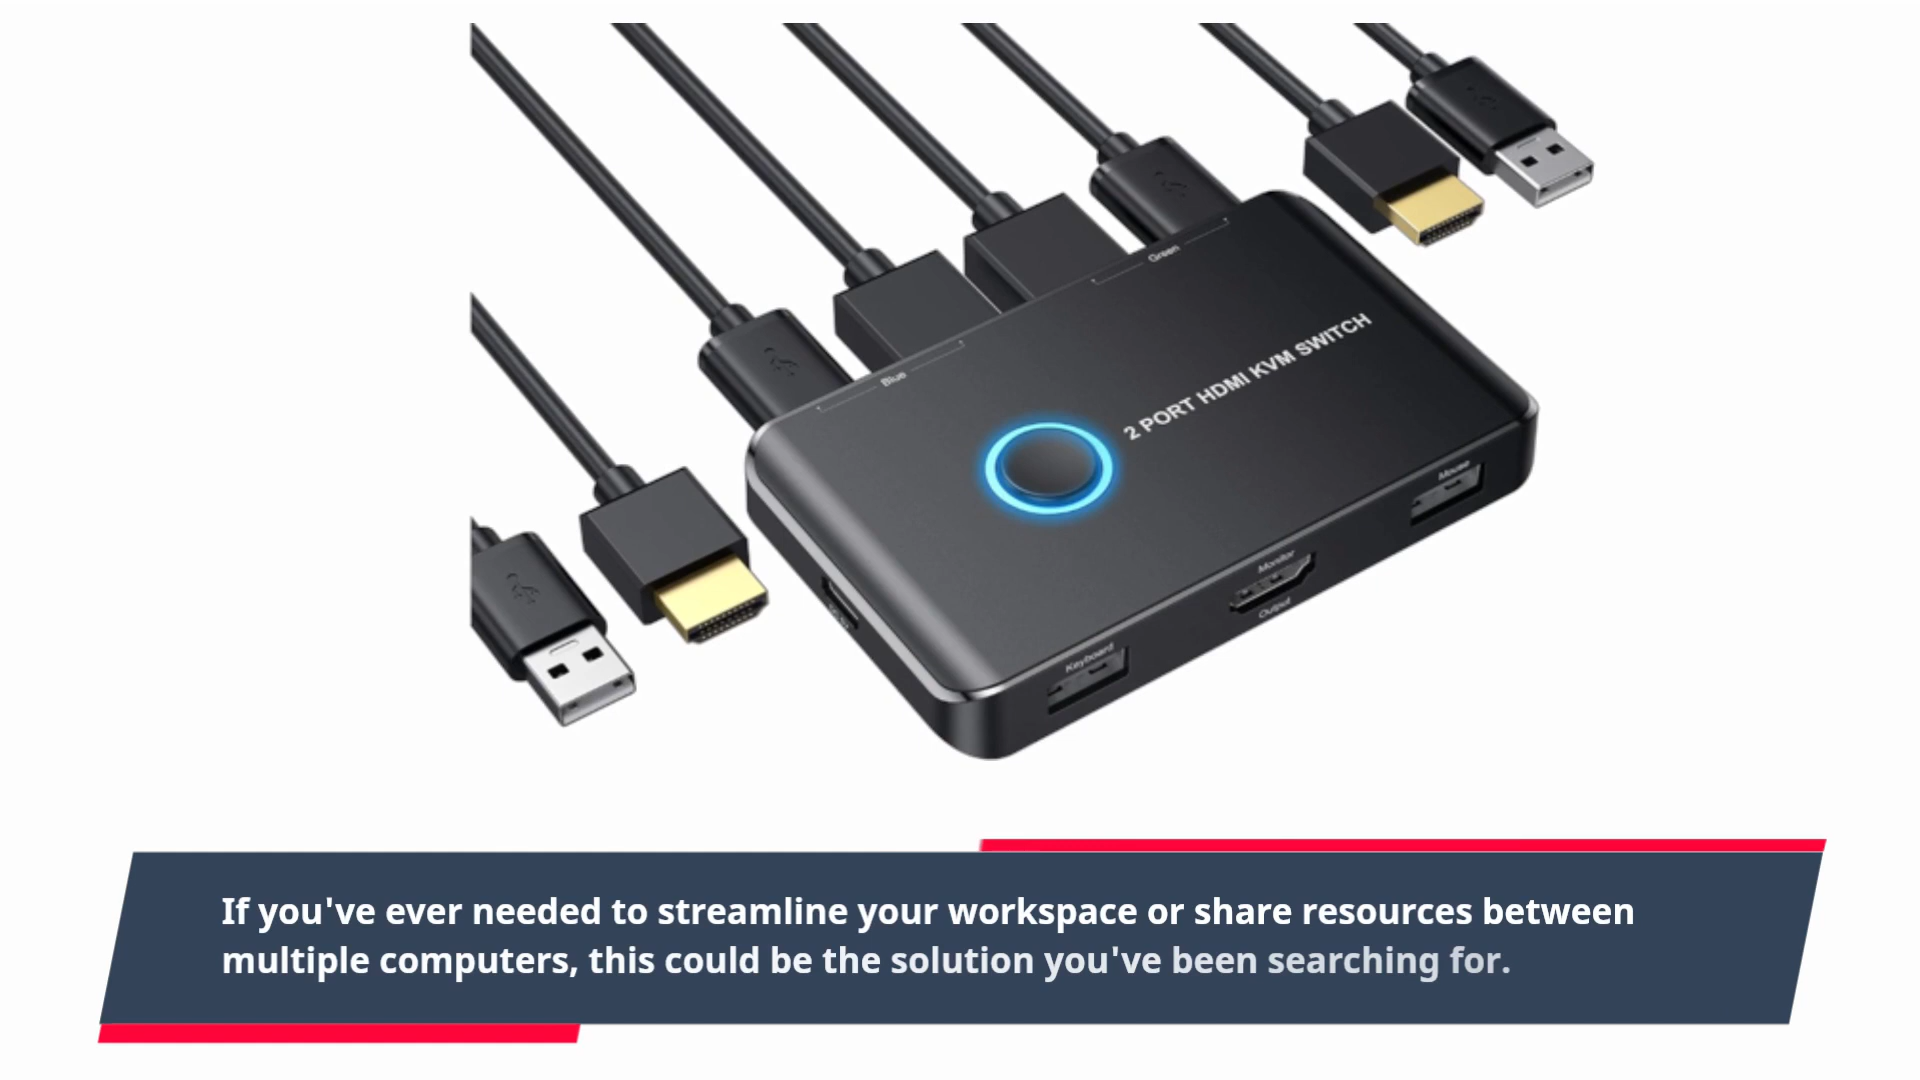 Green
Blue
2 PORT HDMI KVM SWITCH
Mouse
Monitor
Output
Keyboard
If you've ever needed to streamline your workspace or share resources between
multiple computers, this could be the solution you've been searching for.